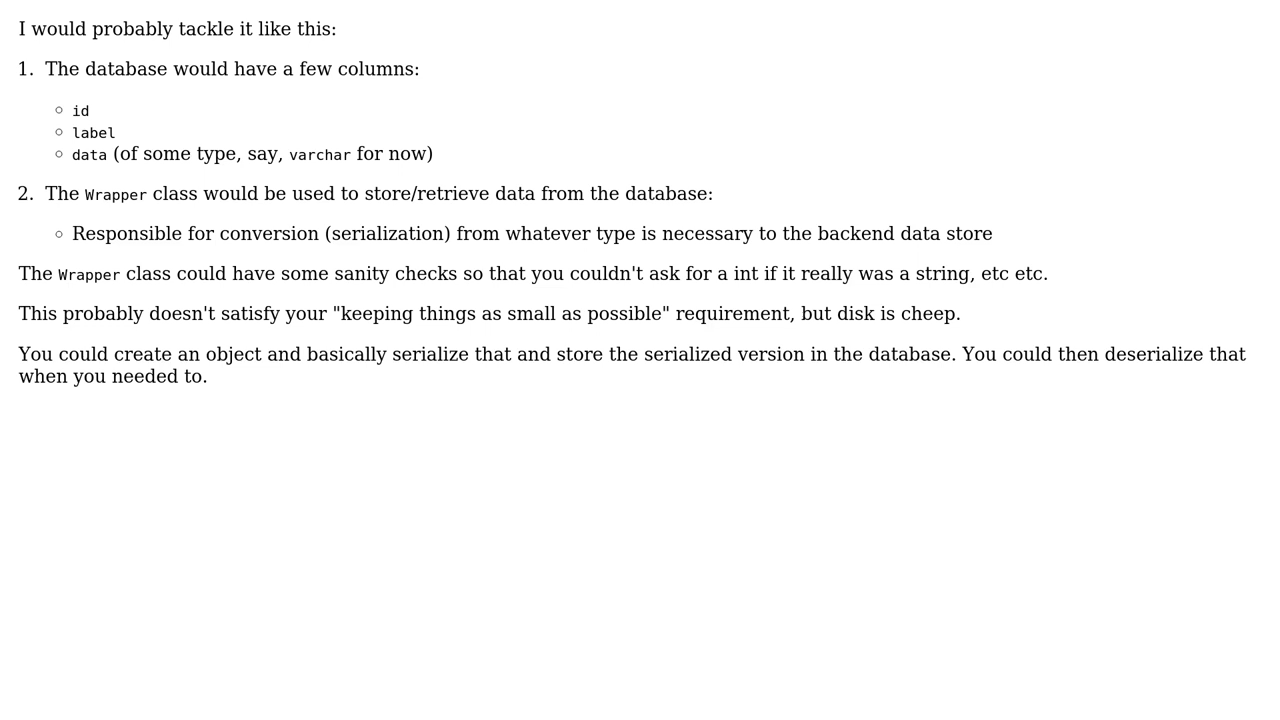 I would probably tackle it like this:
1. The database would have a few columns:
id
label
data (of some type, say, varchar for now)
2. The Wrapper class would be used to store/retrieve data from the database:
Responsible for conversion (serialization) from whatever type is necessary to the backend data store
The Wrapper class could have some sanity checks so that you couldn't ask for a int if it really was a string, etc etc.
This probably doesn't satisfy your "keeping things as small as possible" requirement, but disk is cheep.
You could create an object and basically serialize that and store the serialized version in the database. You could then deserialize that
when you needed to.